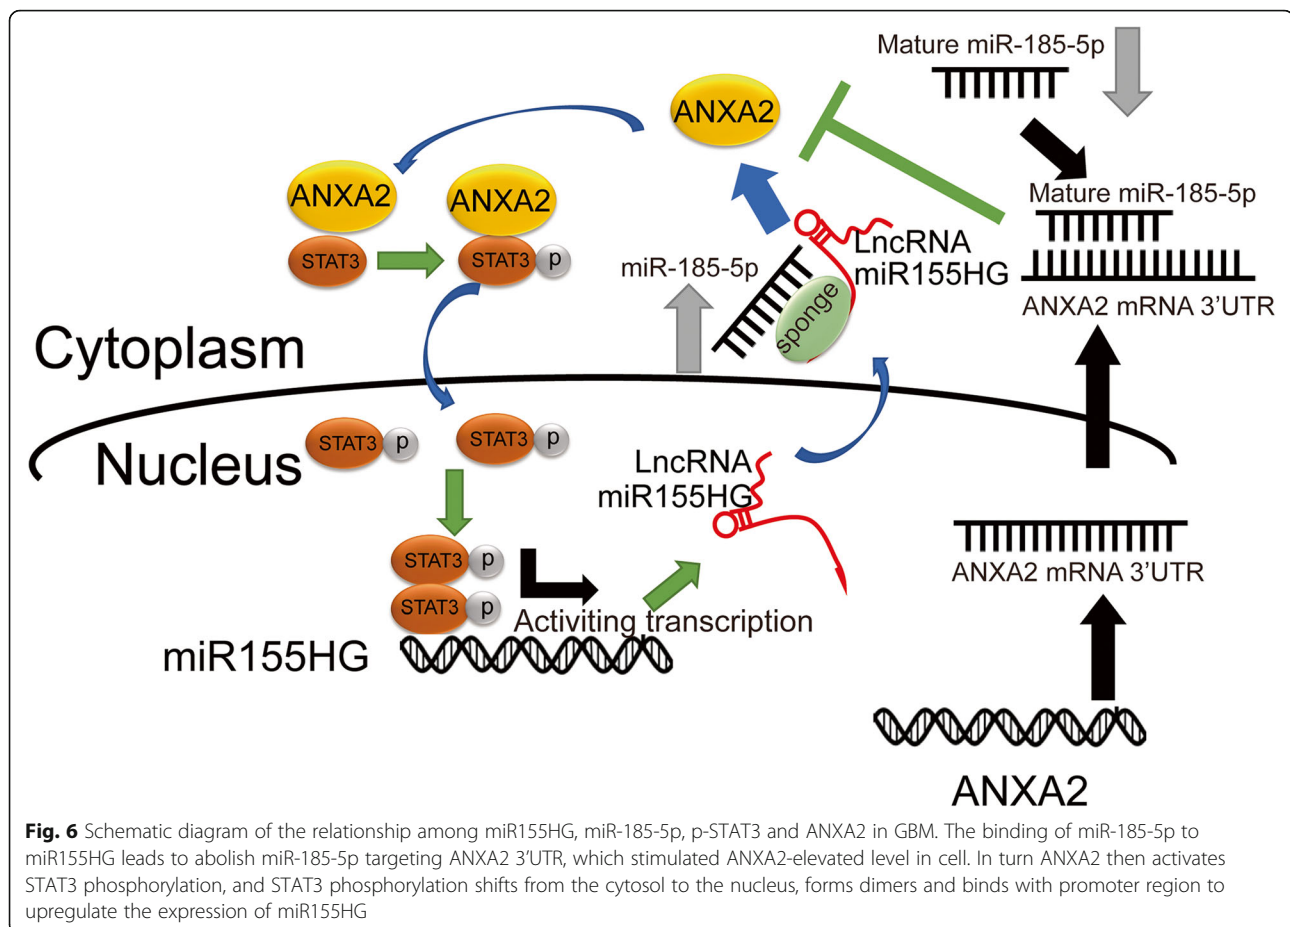 Mature miR-185-5p
ANXA2
ANXA2
ANXA2
STAT3
STAT3
p
Mature miR-185-5p
LncRNA
miR155HG
miR-185-5p
sponge
ANXA2 mRNA 3'UTR
Cytoplasm
Nucleus
STAT3
p
STAT3
p
LncRNA
miR155HG
ANXA2 mRNA 3'UTR
STAT3
p
STAT3
p
Activiting transcription
miR155HG
ANXA2
Fig. 6 Schematic diagram of the relationship among miR155HG, miR-185-5p, p-STAT3 and ANXA2 in GBM. The binding of miR-185-5p to
miR155HG leads to abolish miR-185-5p targeting ANXA2 3'UTR, which stimulated ANXA2-elevated level in cell. In turn ANXA2 then activates
STAT3 phosphorylation, and STAT3 phosphorylation shifts from the cytosol to the nucleus, forms dimers and binds with promoter region to
upregulate the expression of miR155HG